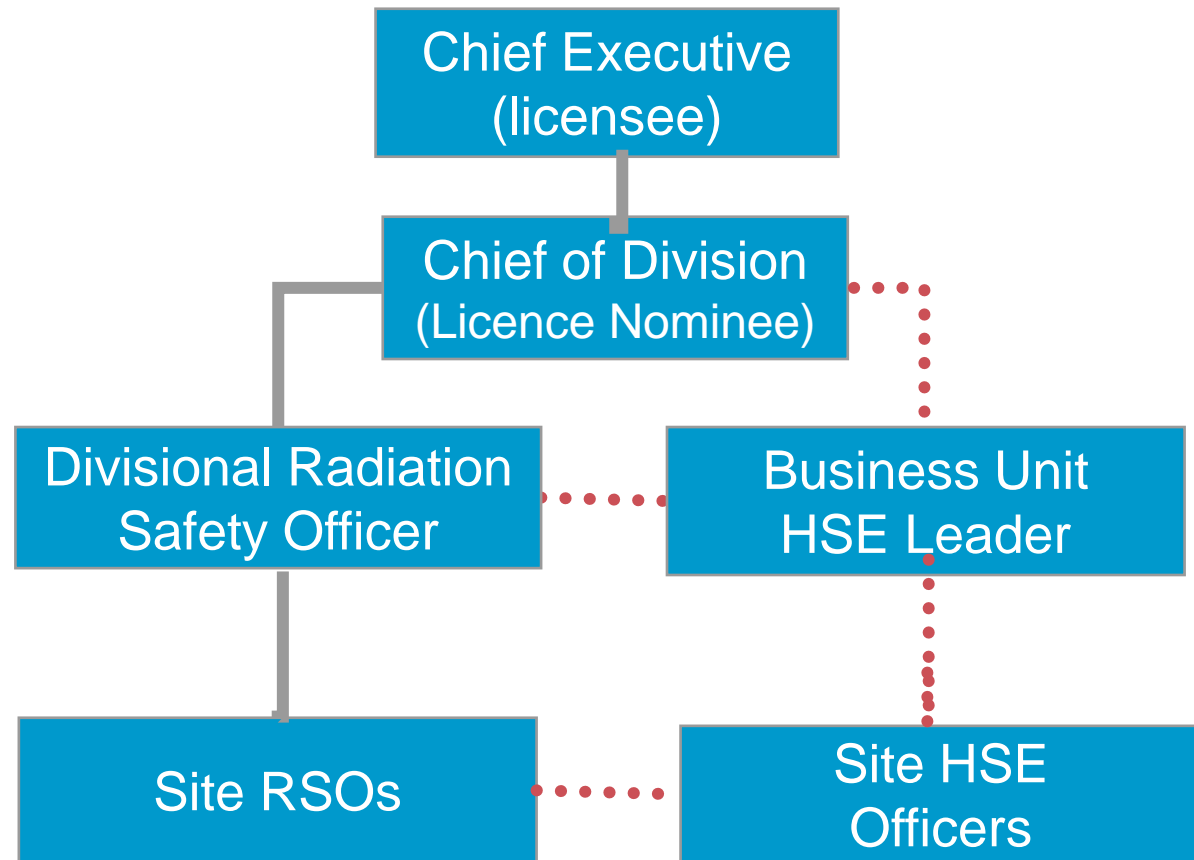 Chief Executive
(licensee)
Chief of Division
(Licence Nominee)
Divisional Radiation
Safety Officer
Business Unit
HSE Leader
Site RSOs
Site HSE
Officers